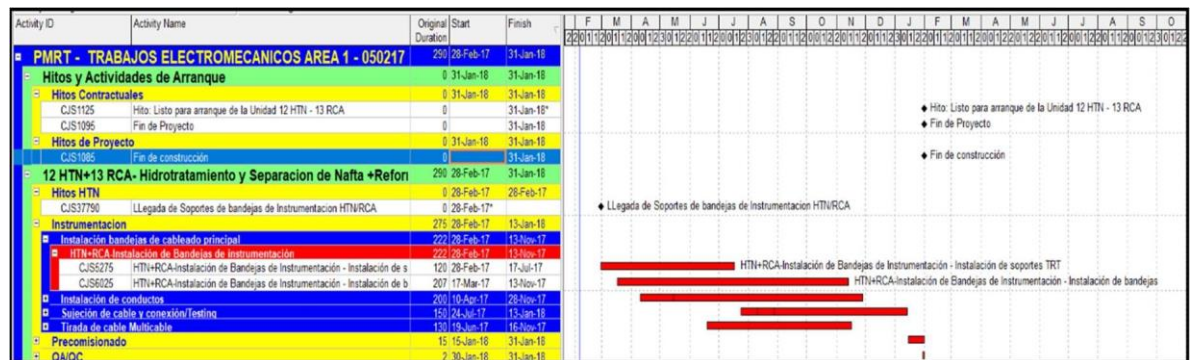 Activity ID Activity Name Original Duration Start Finish F M A M J J A S O N D J F M A M J J A S O
PMRT - TRABAJOS ELECTROMECANICOS AREA 1 - 050217 290 28-Feb-17 31-Jan-18
Hitos y Actividades de Arranque 0 31-Jan-18 31-Jan-18
Hitos Contractuales 0 31-Jan-18 31-Jan-18
CJS1125 Hito: Listo para arranque de la Unidad 12 HTN - 13 RCA 0 31-Jan-18* Hito: Listo para arranque de la Unidad 12 HTN - 13 RCA
CJS1095 Fin de Proyecto 0 31-Jan-18 Fin de Proyecto
Hitos de Proyecto 0 31-Jan-18 31-Jan-18
CJS1085 Fin de construcción 0 31-Jan-18 Fin de construcción
12 HTN+13 RCA- Hidrotratamiento y Separacion de Nafta +Reforı 290 28-Feb-17 31-Jan-18
Hitos HTN 0 28-Feb-17 28-Feb-17
CJS37790 LLegada de Soportes de bandejas de Instrumentacion HTN/RCA 0 28-Feb-17* LLegada de Soportes de bandejas de Instrumentacion HTN/RCA
Instrumentacion 275 28-Feb-17 13-Jan-18
Instalación bandejas de cableado principal 222 28-Feb-17 13-Nov-17
HTN+RCA-Instalación de Bandejas de instrumentación 222 28-Feb-17 13-Nov-17
CJS5275 HTN+RCA-Instalación de Bandejas de Instrumentación - Instalación de s 120 28-Feb-17 17-Jul-17 HTN+RCA-Instalación de Bandejas de Instrumentación - Instalación de soportes TRT
CJS6025 HTN+RCA-Instalación de Bandejas de Instrumentación - Instalación de b 207 17-Mar-17 13-Nov-17 HTN+RCA-Instalación de Bandejas de Instrumentación - Instalación de bandejas
Instalación de conductos 200 10-Apr-17 28-Nov-17
Sujeción de cable y conexión/Testing 150 24-Jul-17 13-Jan-18
Tirada de cable Multicable 130 19-Jun-17 16-Nov-17
Precomisionado 15 15-Jan-18 31-Jan-18
QA/QC 2 30-Jan-18 31-Jan-18